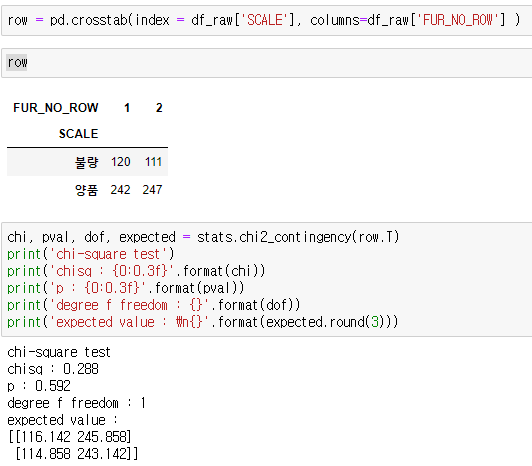 row = pd.crosstab(index = df_raw['SCALE'], columns=df_raw['FUR_NO_ROW'] )
row
FUR_NO_ROW 1 2
SCALE
불량 120 111
양품 242 247
chi, pval, dof, expected = stats.chi2_contingency(row.T)
print('chi-square test')
print('chisq : {0:0.3f}'.format(chi))
print('p : {0:0.3f}'.format(pval))
print('degree f freedom : {}'.format(dof))
print('expected value : ₩n{}'.format(expected.round(3)))
chi-square test
chisq : 0.288
p : 0.592
degree f freedom : 1
expected value :
[[116.142 245.858]
[114.858 243.142]]